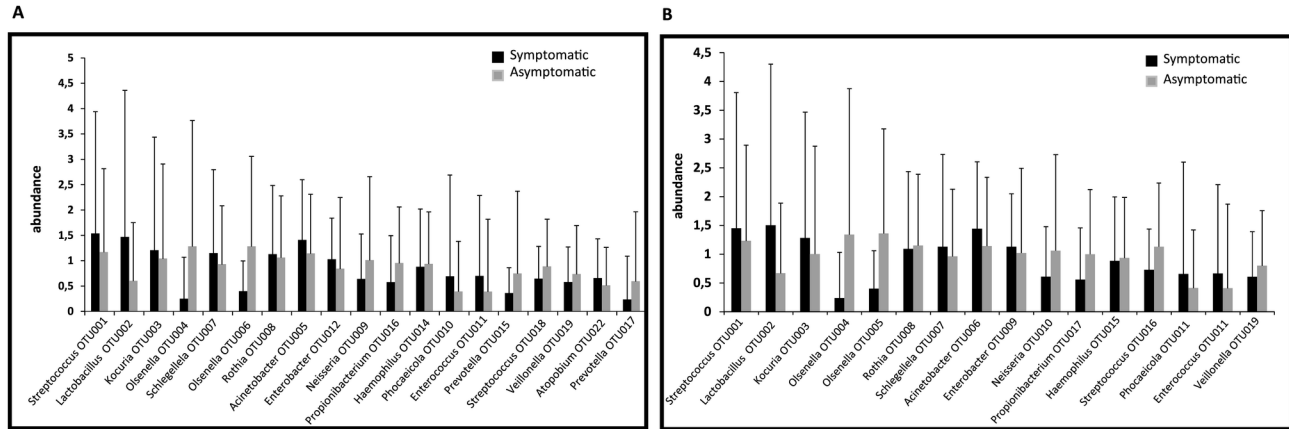 A
Symptomatic
Asymptomatic
abundance
5
4,5
4
3,5
3
2,5
2
1,5
1
0,5
0
Streptococcus OTU001
Lactobacillus OTU002
Kocuria OTU003
Olsenella OTU004
Schlegella OTU007
Olsenella OTU006
Rothia OTU008
Acinetobacter OTU005
Enterobacter OTU012
Neisseria OTU009
Propionibacterium OTU016
Haemophilus OTU014
Phocaeicola OTU010
Enterococcus OTU011
Prevotella OTU015
Streptococcus OTU018
Veillonella OTU019
Atopobium OTU022
Prevotella OTU017
B
Symptomatic
Asymptomatic
abundance
4,5
4
3,5
3
2,5
2
1,5
1
0,5
0
Streptococcus OTU001
Lactobacillus OTU002
Kocuria OTU003
Olsenella OTU004
Olsenella OTU005
Rothia OTU008
Schlegella OTU007
Acinetobacter OTU006
Enterobacter OTU009
Neisseria OTU010
Propionibacterium OTU017
Haemophilus OTU015
Streptococcus OTU016
Phocaeicola OTU011
Enterococcus OTU011
Veillonella OTU019